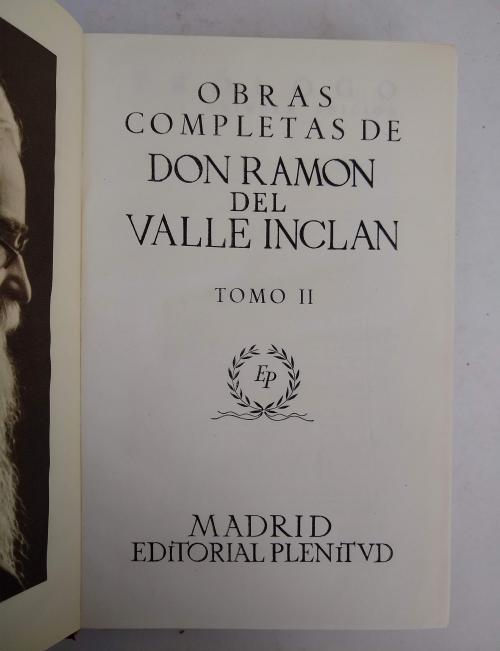 OBRAS
COMPLETAS DE
DON RAMON
DEL
VALLE INCLAN
TOMO II
EP
MADRID
EDiTORIAL PLENiTVD